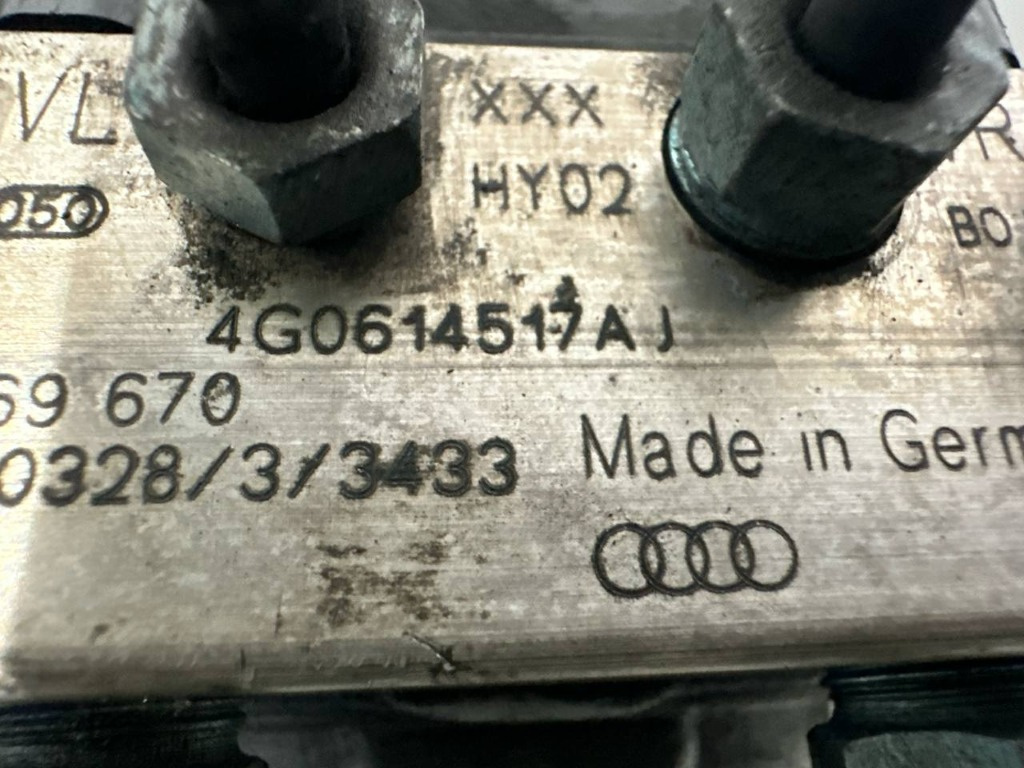 VL XXX
050 HY02 BO
4G0614517AJ
69 670
0328/3/3433
Made in Germ